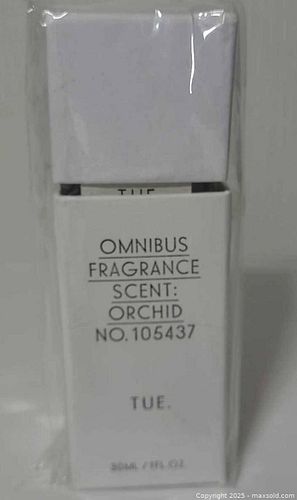 TUE
OMNIBUS
FRAGRANCE
SCENT:
ORCHID
NO.105437
TUE.
30ML / 1FL.OZ.
Copyright © 2025 - maxsold.com